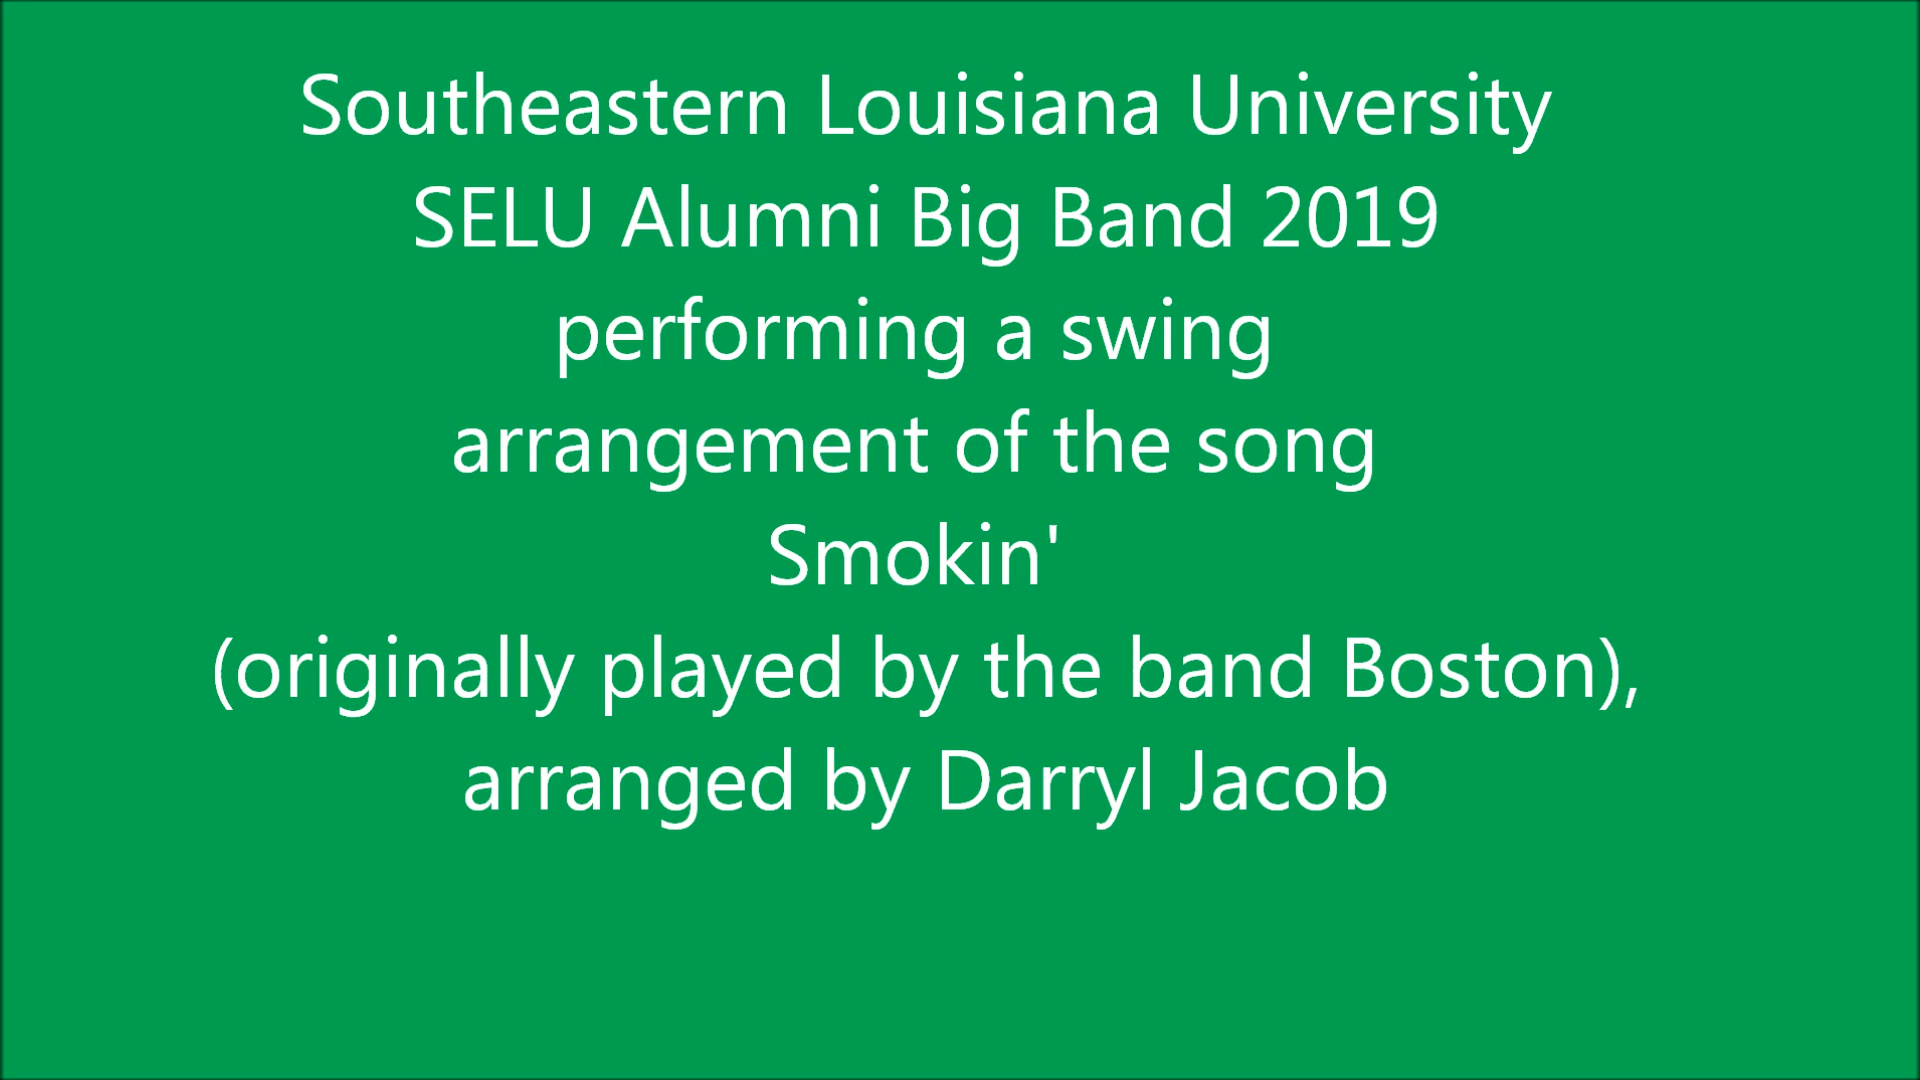 Southeastern Louisiana University
SELU Alumni Big Band 2019
performing a swing
arrangement of the song
Smokin'
(originally played by the band Boston),
arranged by Darryl Jacob